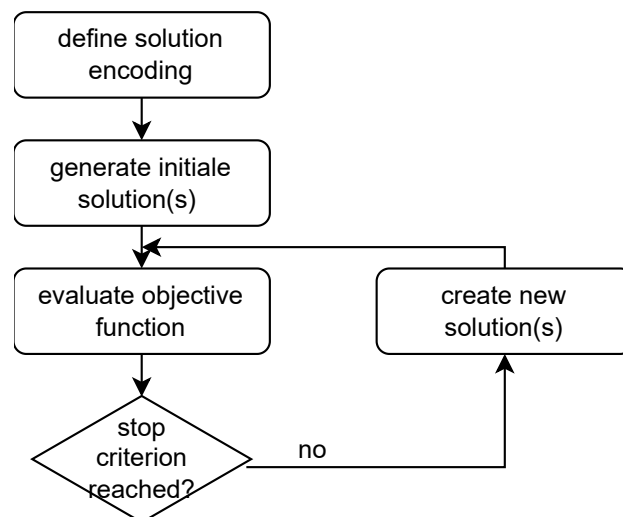 define solution
encoding
generate initiale
solution(s)
evaluate objective
function
create new
solution(s)
stop
criterion
reached?
no